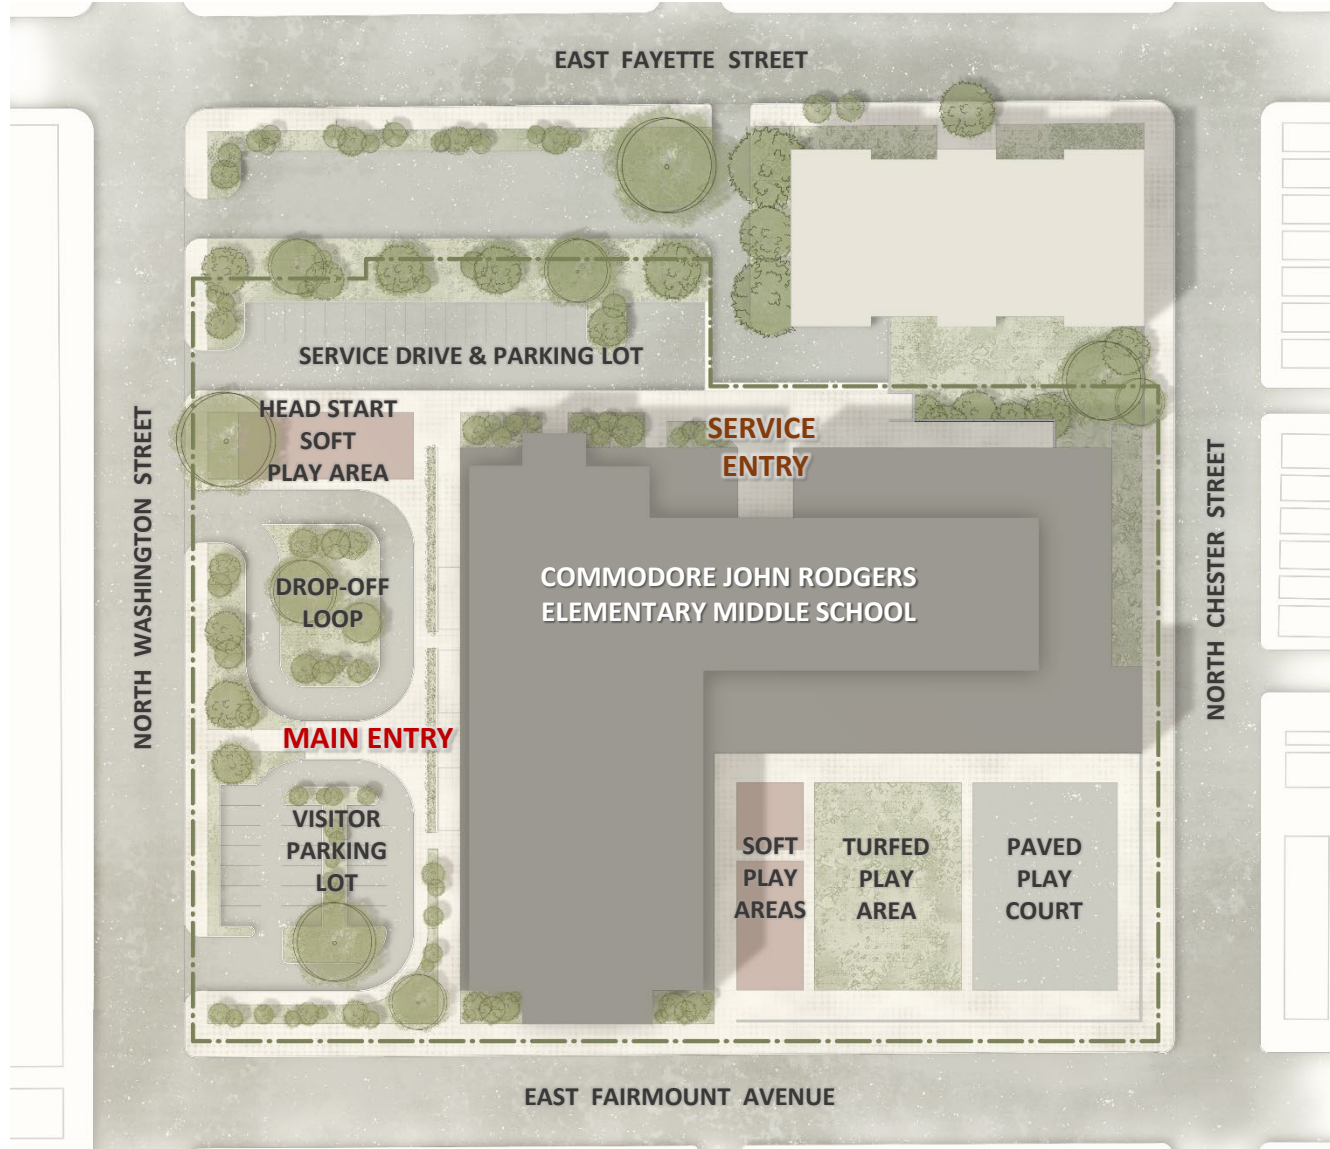 EAST FAYETTE STREET
SERVICE DRIVE & PARKING LOT
HEAD START
SOFT
PLAY AREA
SERVICE
ENTRY
NORTH WASHINGTON STREET
NORTH CHESTER STREET
COMMODORE JOHN RODGERS
ELEMENTARY MIDDLE SCHOOL
DROP-OFF
LOOP
MAIN ENTRY
VISITOR
PARKING
LOT
SOFT
PLAY
AREAS
TURFED
PLAY
AREA
PAVED
PLAY
COURT
EAST FAIRMOUNT AVENUE